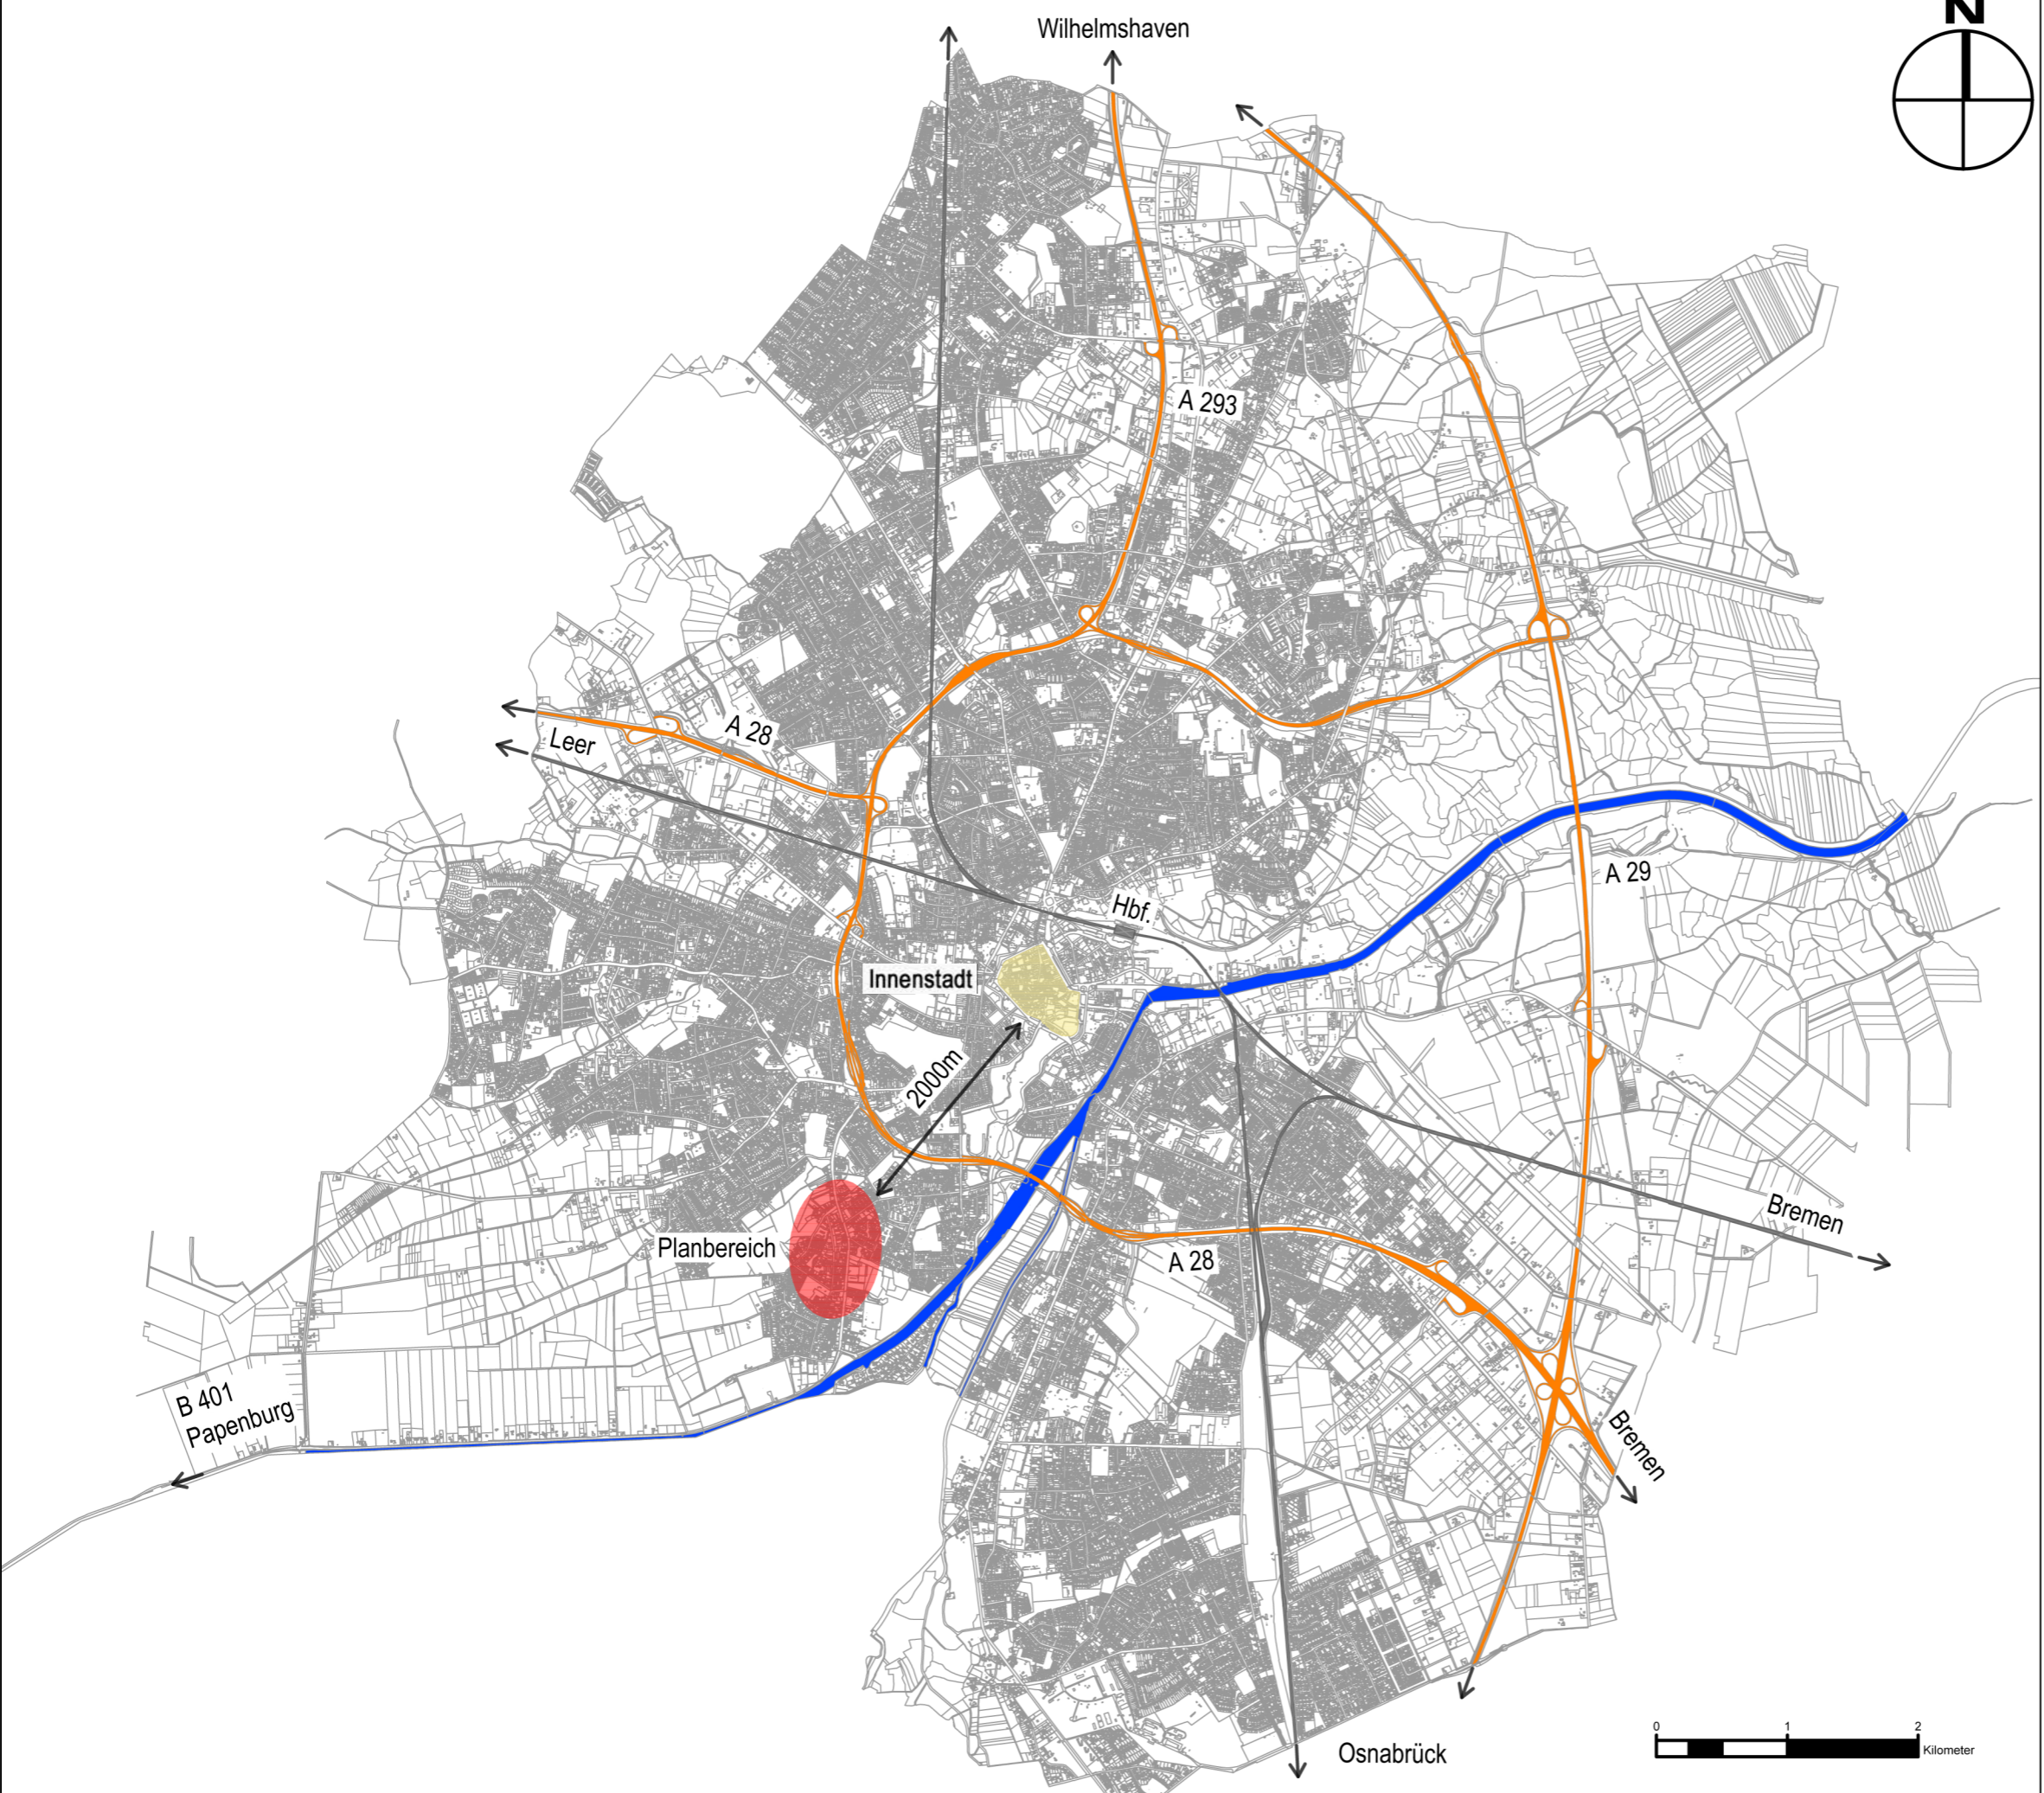 N
Wilhelmshaven
A 293
A 28
Leer
A 29
Hbf.
Innenstadt
2000m
Bremen
Planbereich
A 28
B 401
Papenburg
Bremen
Osnabrück
0 1 2
Kilometer